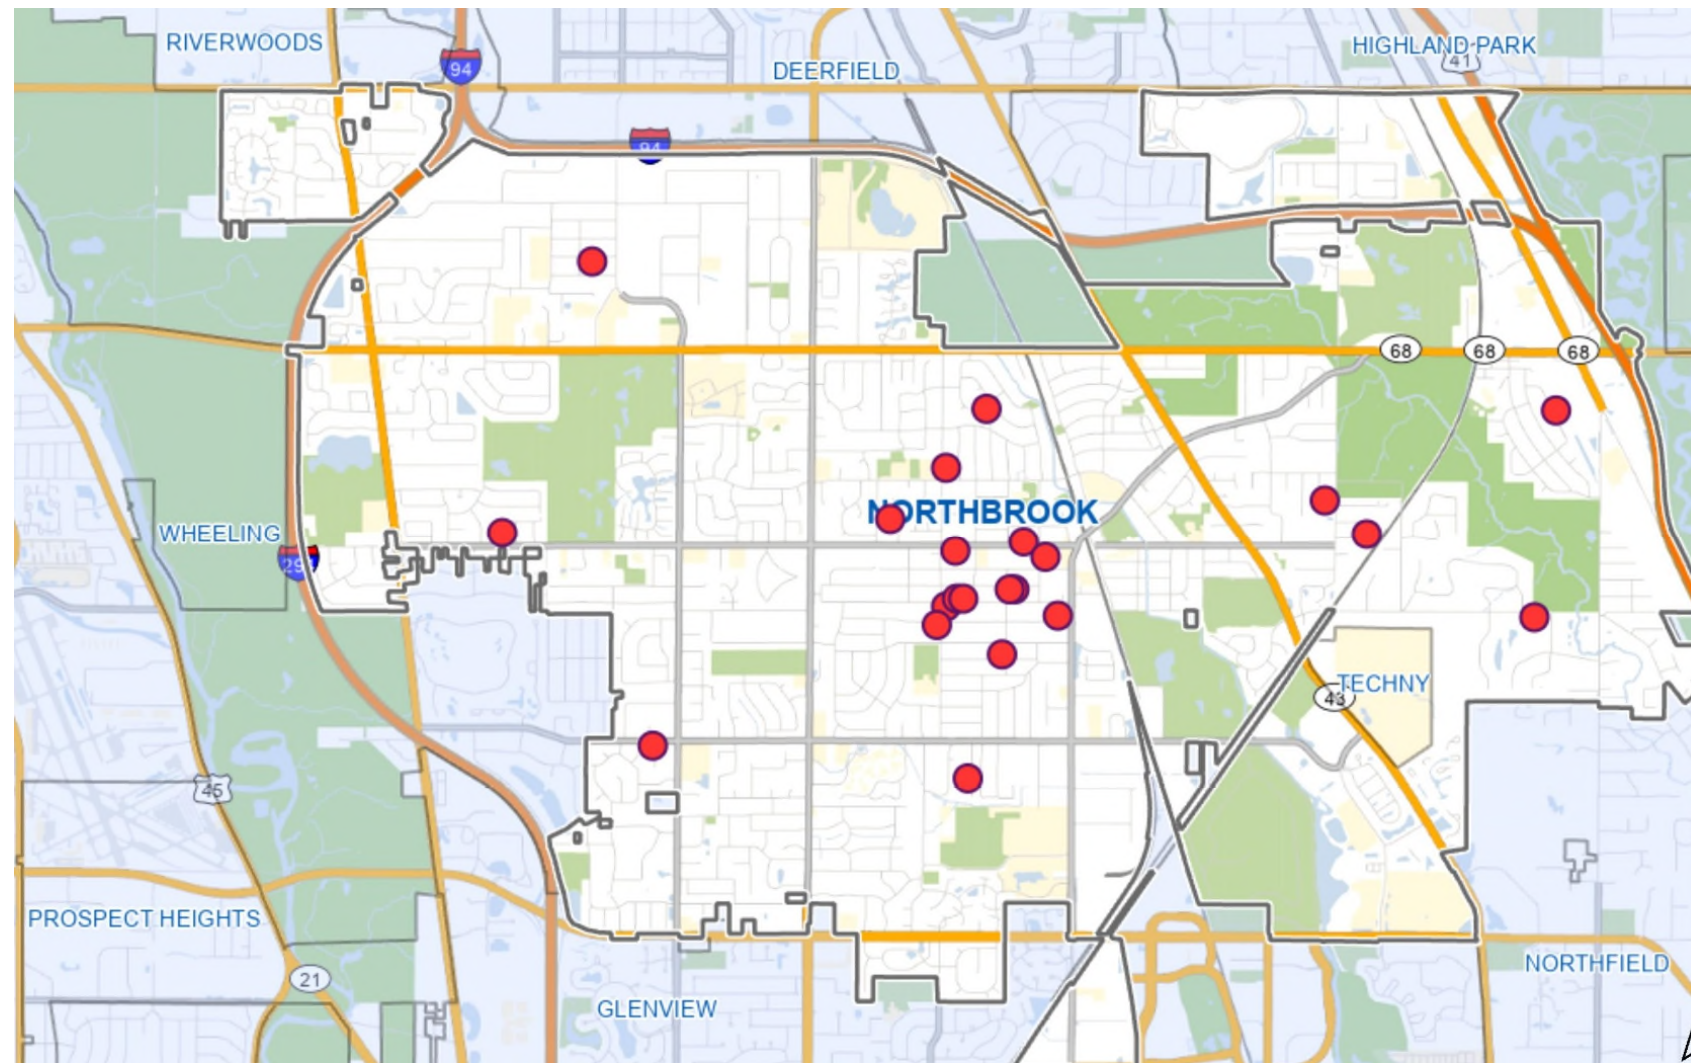 RIVERWOODS
HIGHLAND PARK
41
94
DEERFIELD
94
68
68
68
NORTHBROOK
WHEELING
TECHNY
43
45
PROSPECT HEIGHTS
NORTHFIELD
21
GLENVIEW